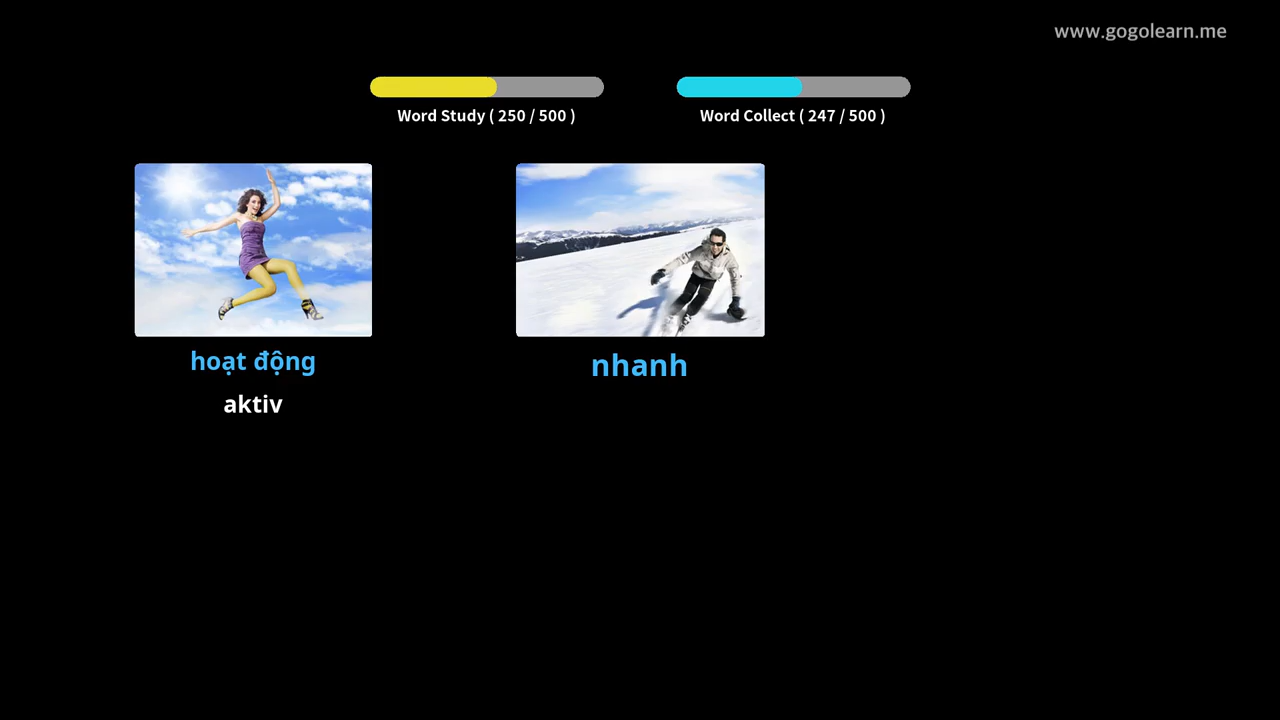 www.gogolearn.me
Word Study ( 250 / 500 )
Word Collect ( 247 / 500 )
hoạt động
aktiv
nhanh